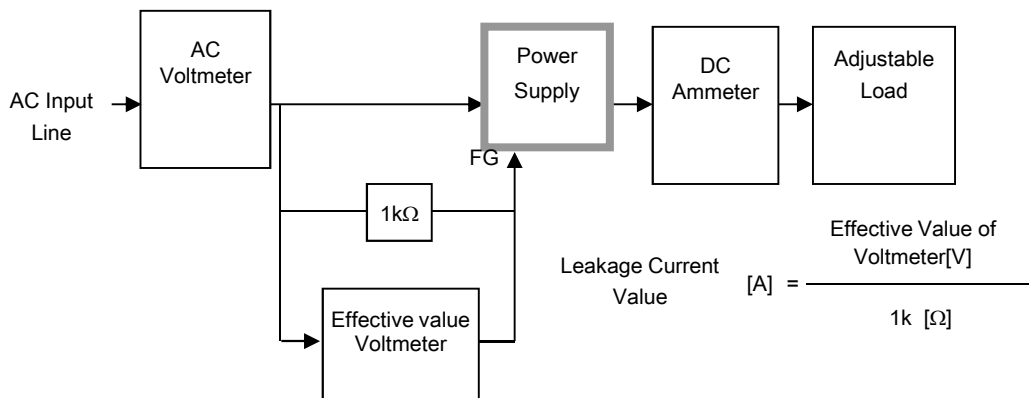 AC Input
Line
AC
Voltmeter
Power
Supply
FG
DC
Ammeter
Adjustable
Load
1kΩ
Effective value
Voltmeter
Leakage Current
Value
[A] =
Effective Value of
Voltmeter[V]
1k [Ω]